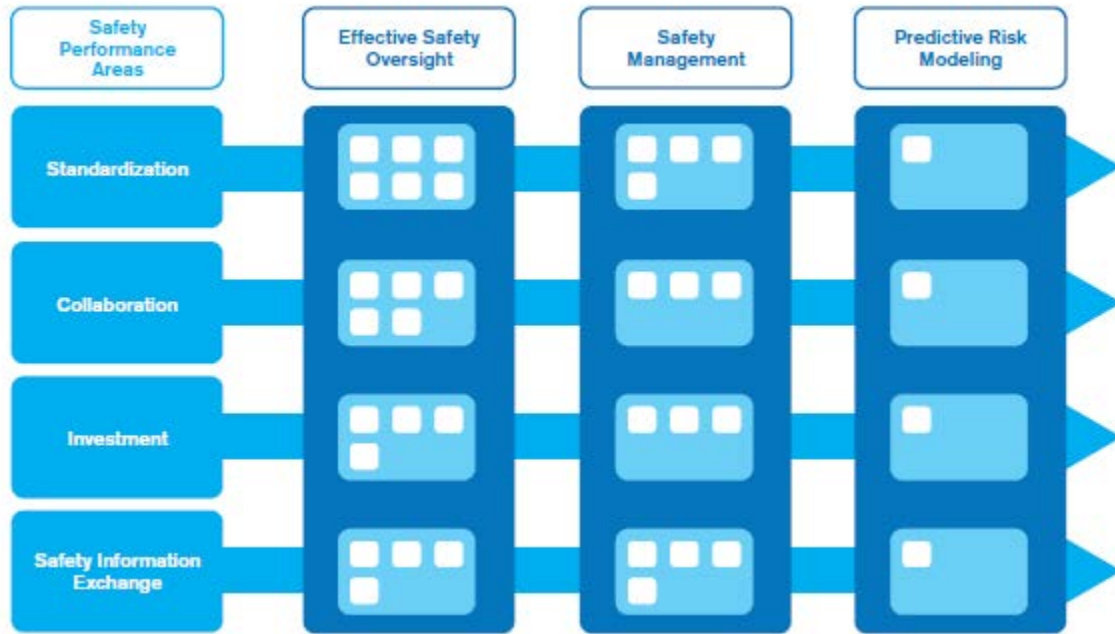 Safety
Performance
Areas
Effective Safety
Oversight
Safety
Management
Predictive Risk
Modeling
Standardization
Collaboration
Investment
Safety Information
Exchange